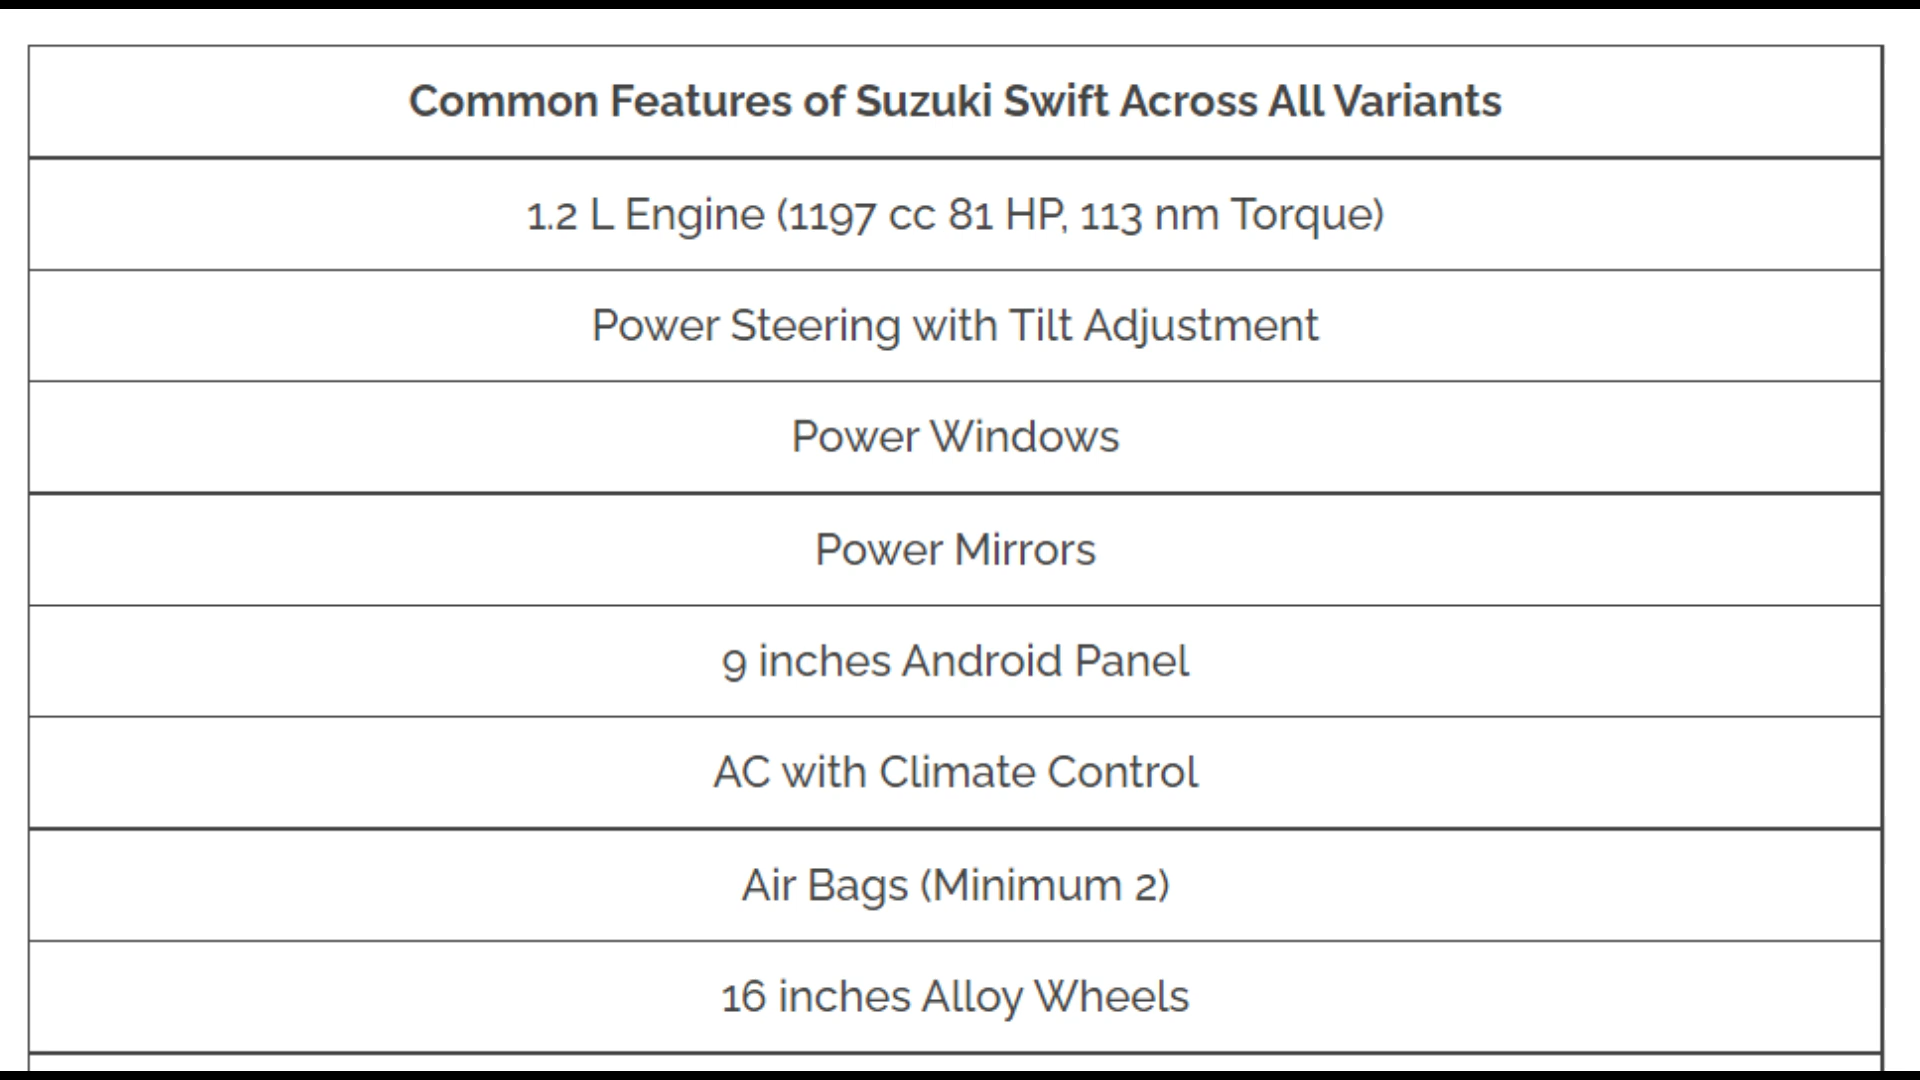 Common Features of Suzuki Swift Across All Variants
1.2 L Engine (1197 cc 81 HP, 113 nm Torque)
Power Steering with Tilt Adjustment
Power Windows
Power Mirrors
9 inches Android Panel
AC with Climate Control
Air Bags (Minimum 2)
16 inches Alloy Wheels